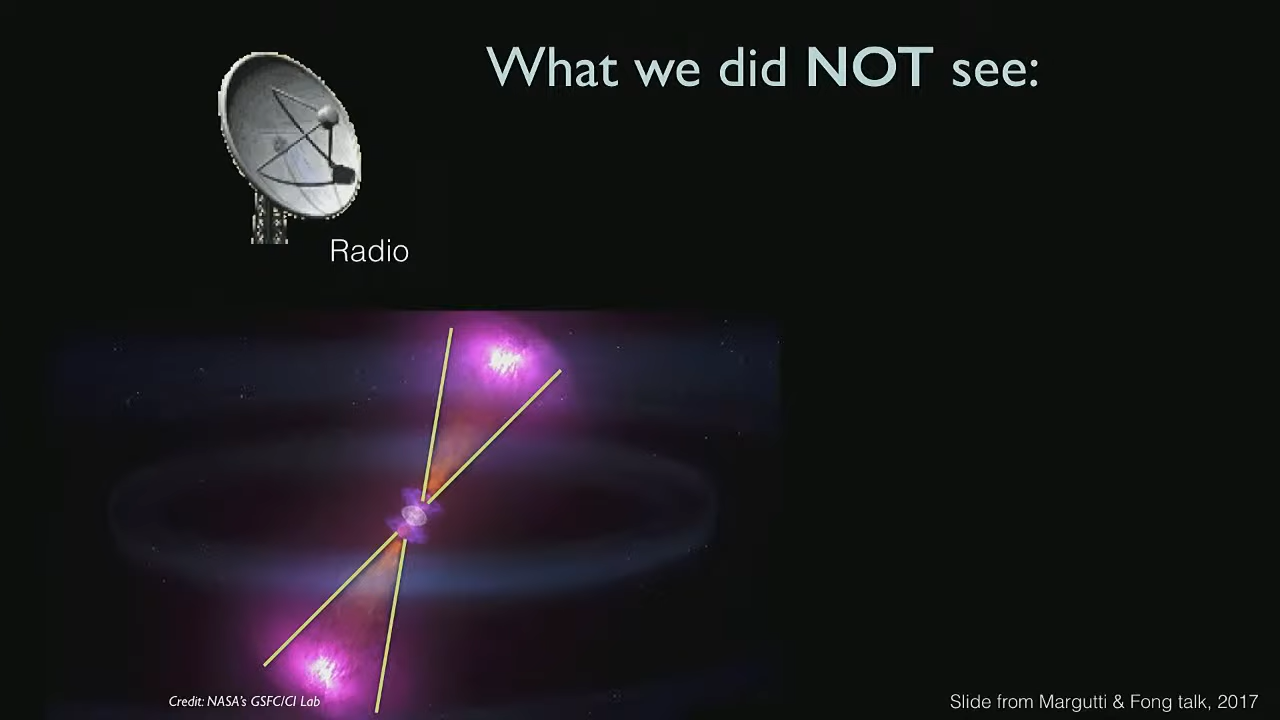 What we did NOT see:
Radio
Credit: NASA's GSFC/CI Lab
Slide from Margutti & Fong talk, 2017